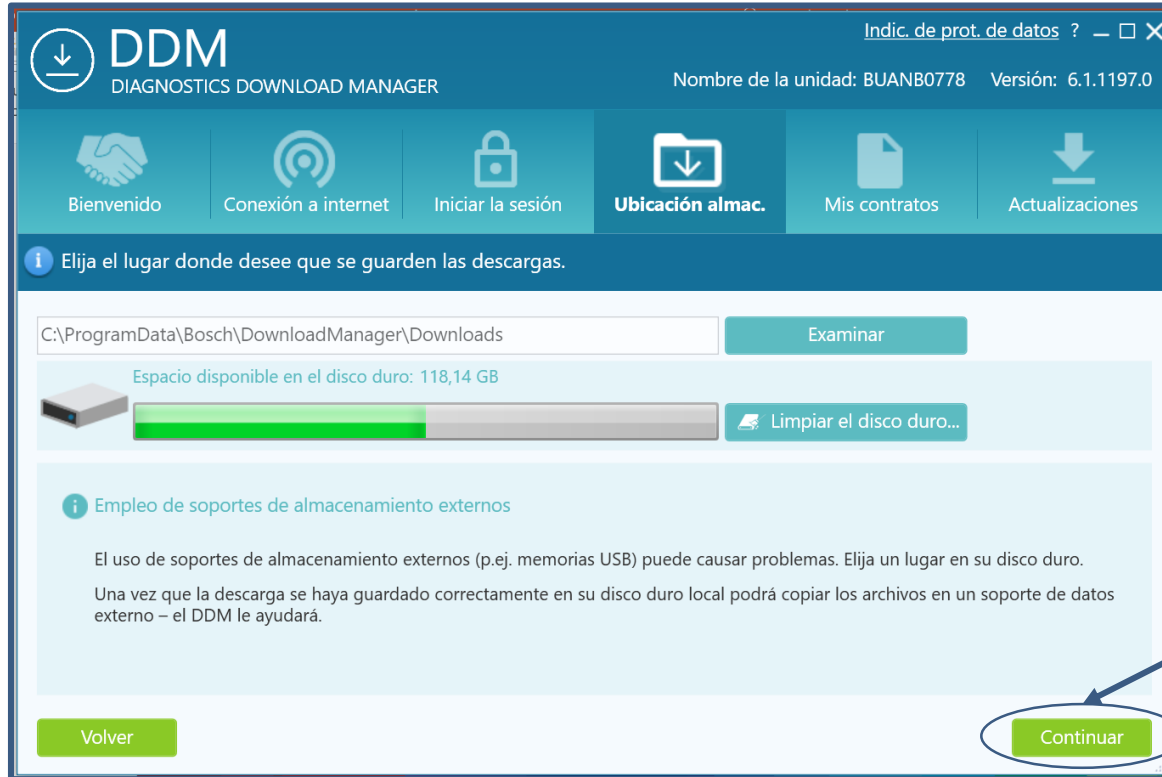 Indic. de prot. de datos ?
DDM
DIAGNOSTICS DOWNLOAD MANAGER
Nombre de la unidad: BUANB0778 Versión: 6.1.1197.0
Bienvenido
Conexión a internet
Iniciar la sesión
Ubicación almac.
Mis contratos
Actualizaciones
Elija el lugar donde desee que se guarden las descargas.
C:\ProgramData\Bosch\DownloadManager\Downloads
Examinar
Espacio disponible en el disco duro: 118,14 GB
Limpiar el disco duro...
Empleo de soportes de almacenamiento externos
El uso de soportes de almacenamiento externos (p.ej. memorias USB) puede causar problemas. Elija un lugar en su disco duro.
Una vez que la descarga se haya guardado correctamente en su disco duro local podrá copiar los archivos en un soporte de datos
externo – el DDM le ayudará.
Volver
Continuar